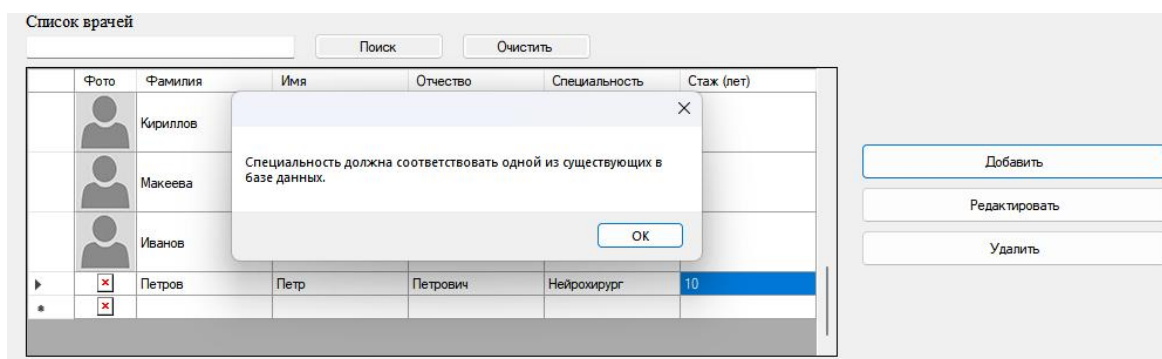 Список врачей
Поиск Очистить
Фото Фамилия Имя Отчество Специальность Стаж (лет)
Кириллов
Специальность должна соответствовать одной из существующих в
базе данных.
Добавить
Макеева
Редактировать
OK
Иванов
Удалить
Петров Петр Петрович Нейрохирург 10